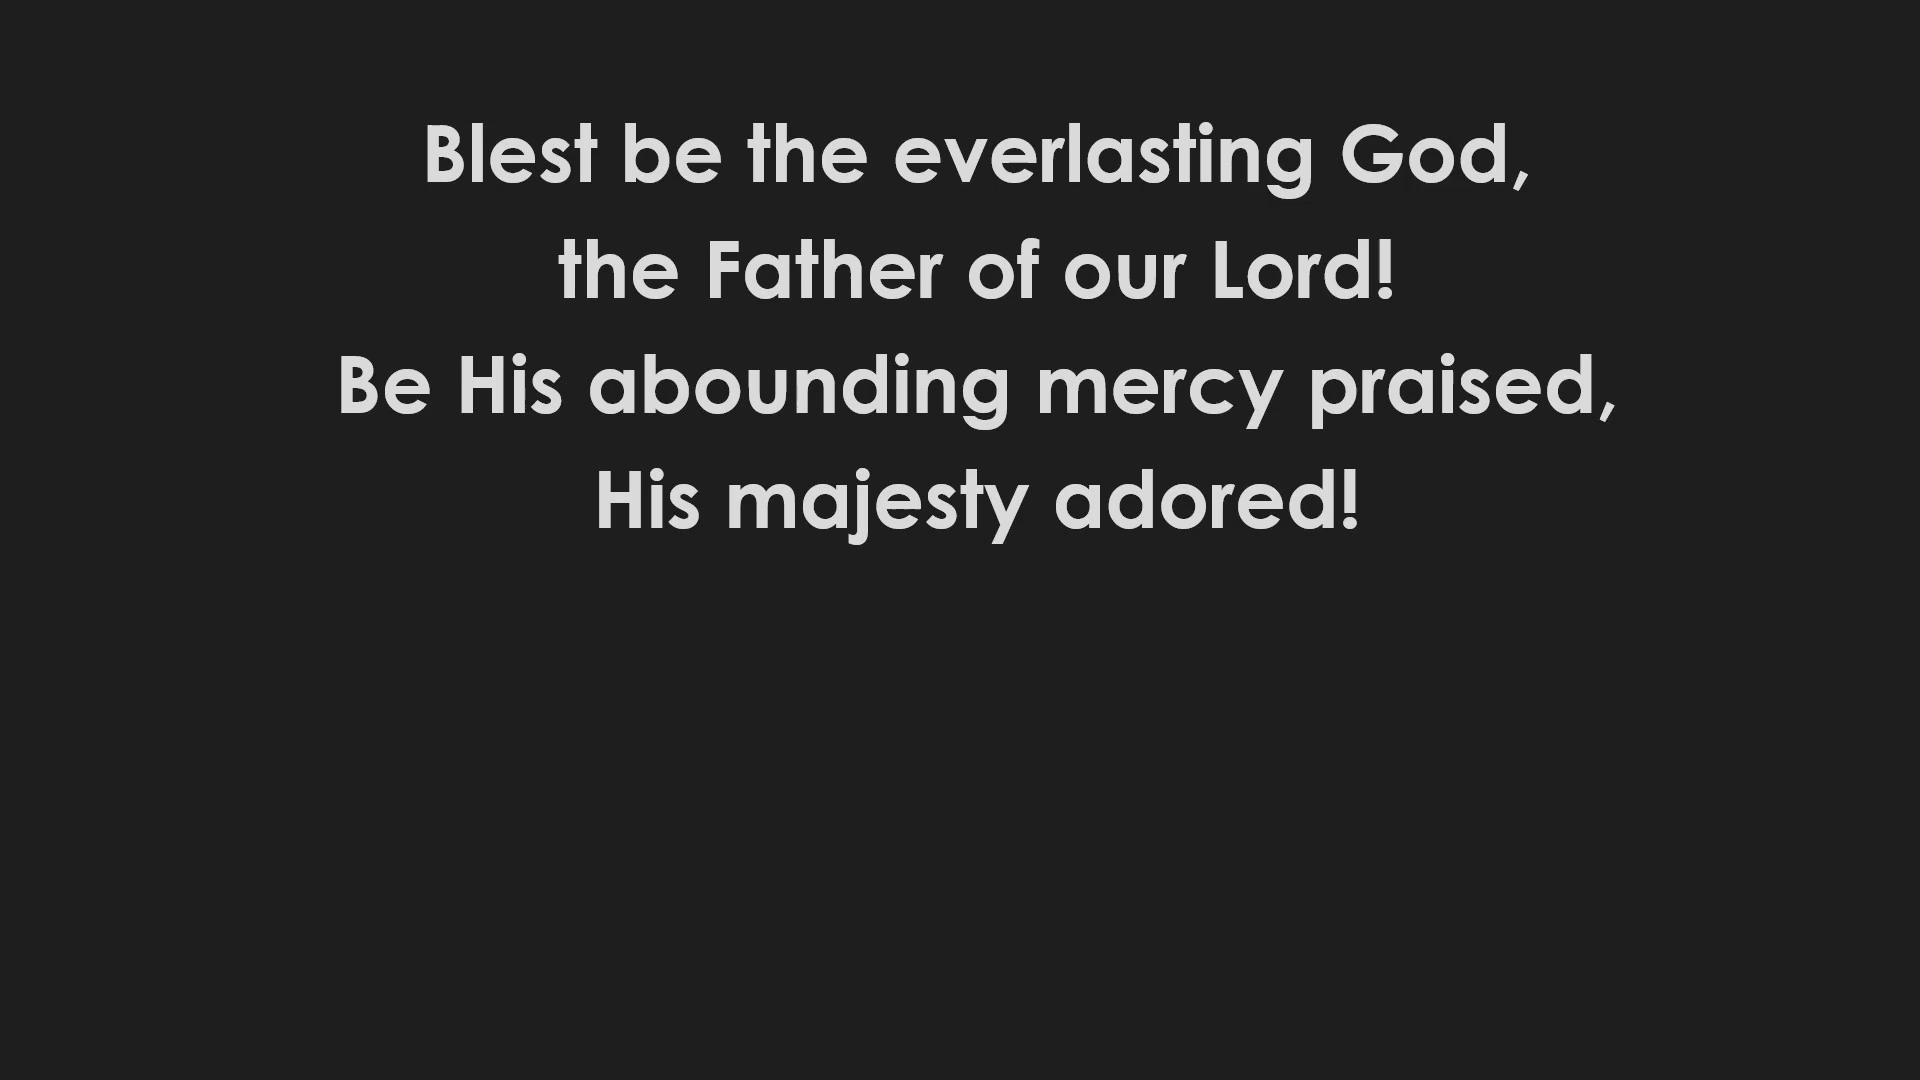 Blest be the everlasting God,
the Father of our Lord!
Be His abounding mercy praised,
His majesty adored!